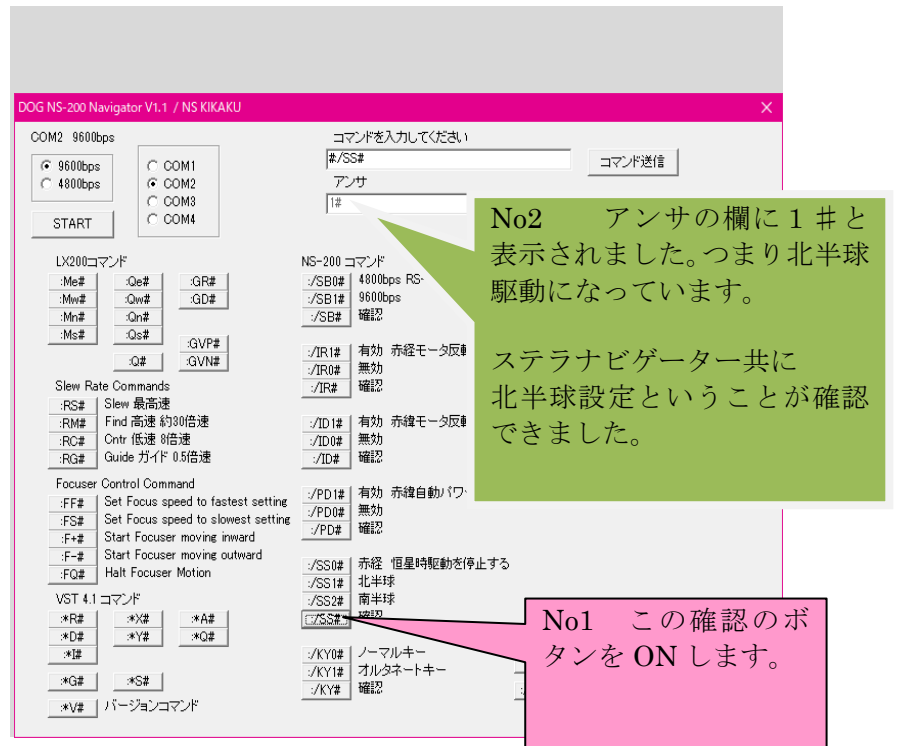 DOG NS-200 Navigator V1.1 / NS KIKAKU
COM2 9600bps
9600bps
4800bps
COM1
COM2
COM3
COM4
START
コマンドを入力してください
#/SS#
コマンド送信
アンサ
1#
LX200コマンド
:Me# :Qe# :GR#
:Mw# :Qw# :GD#
:Mn# :Qn#
:Ms# :Qs#
:GVP#
:Q# :GVN#
Slew Rate Commands
:RS# Slew 最高速
:RM# Find 高速 約30倍速
:RC# Cntr 低速 8倍速
:RG# Guide ガイド 0.5倍速
Focuser Control Command
:FF# Set Focus speed to fastest setting
:FS# Set Focus speed to slowest setting
:F+# Start Focuser moving inward
:F-# Start Focuser moving outward
:FQ# Halt Focuser Motion
VST 4.1 コマンド
:*R# :*X# :*A#
:*D# :*Y# :*Q#
:*I#
:*G# :*S#
:*V# バージョンコマンド
NS-200 コマンド
:/SB0# 4800bps RS-
:/SB1# 9600bps
:/SB# 確認
:/IR1# 有効 赤経モータ反
:/IR0# 無効
:/IR# 確認
:/ID1# 有効 赤緯モータ反
:/ID0# 無効
:/ID# 確認
:/PD1# 有効 赤緯自動パワ
:/PD0# 無効
:/PD# 確認
:/SS0# 赤経 恒星時駆動を停止する
:/SS1# 北半球
:/SS2# 南半球
:/SS# 確認
:/KY0# ノーマルキー
:/KY1# オルタネートキー
:/KY# 確認
No2 アンサの欄に1♯と
表示されました。つまり北半球
駆動になっています。
ステラナビゲーター共に
北半球設定ということが確認
できました。
No1 この確認のボ
タンを ON します。